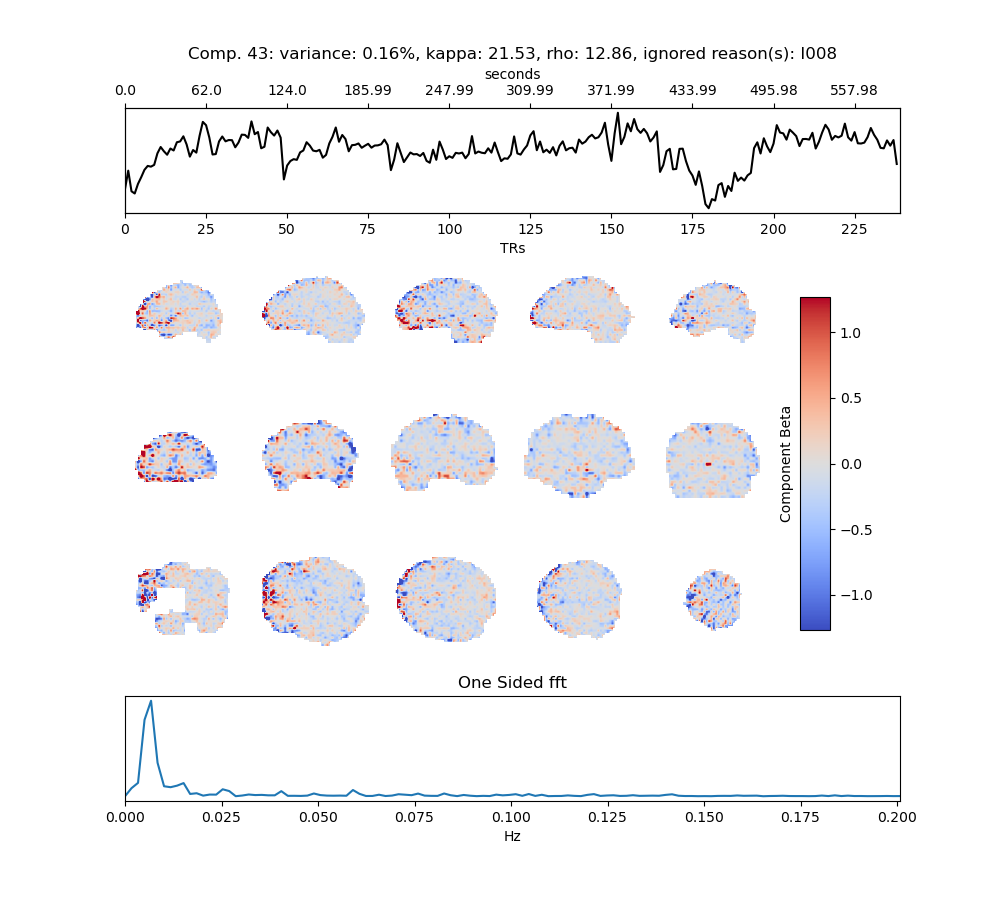 Comp. 43: variance: 0.16%, kappa: 21.53, rho: 12.86, ignored reason(s): I008
seconds
0.0 62.0 124.0 185.99 247.99 309.99 371.99 433.99 495.98 557.98
0 25 50 75 100 125 150 175 200 225
TRs
1.0
0.5
0.0
−0.5
−1.0
Component Beta
One Sided fft
0.000 0.025 0.050 0.075 0.100 0.125 0.150 0.175 0.200
Hz